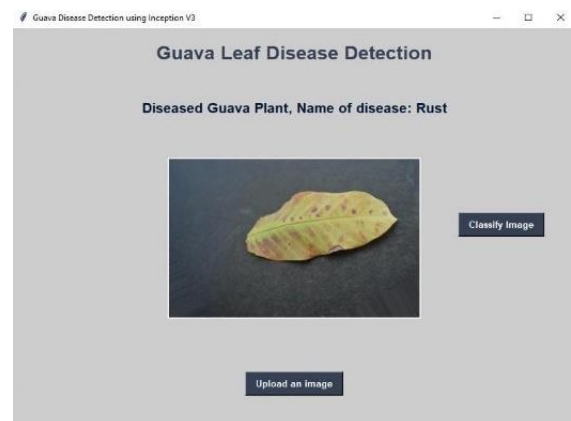 Guava Disease Detection using Inception V3
Guava Leaf Disease Detection
Diseased Guava Plant, Name of disease: Rust
Classify Image
Upload an image